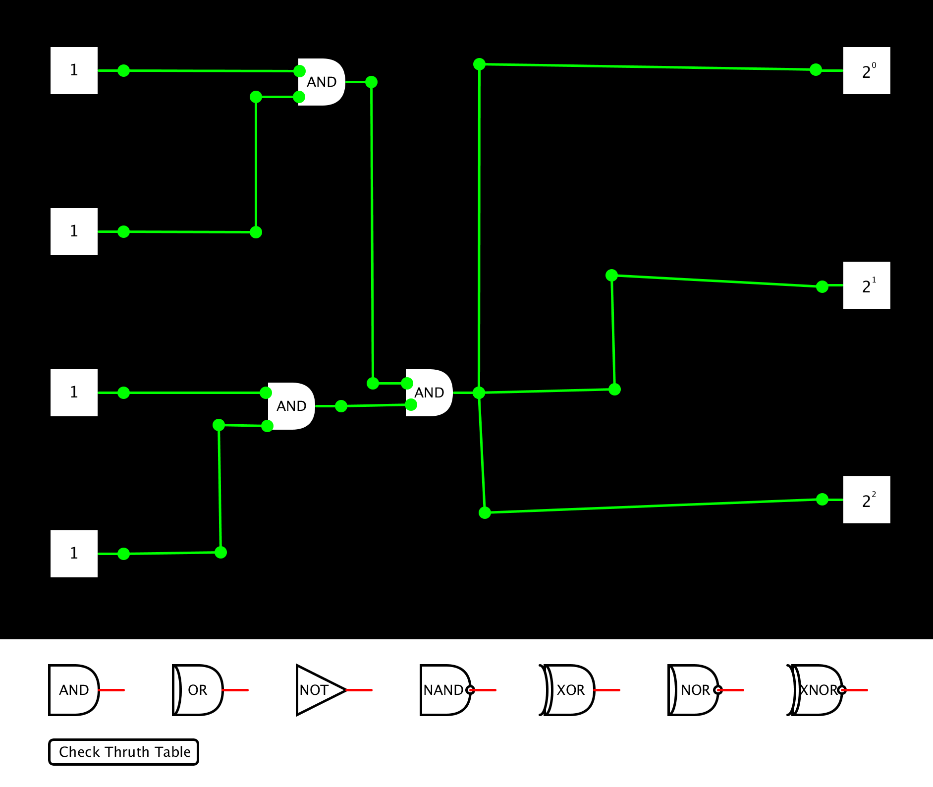 1
AND
2⁰
1
2¹
1
AND
AND
2²
1
AND
OR
NOT
NAND
XOR
NOR
XNOR
Check Thruth Table